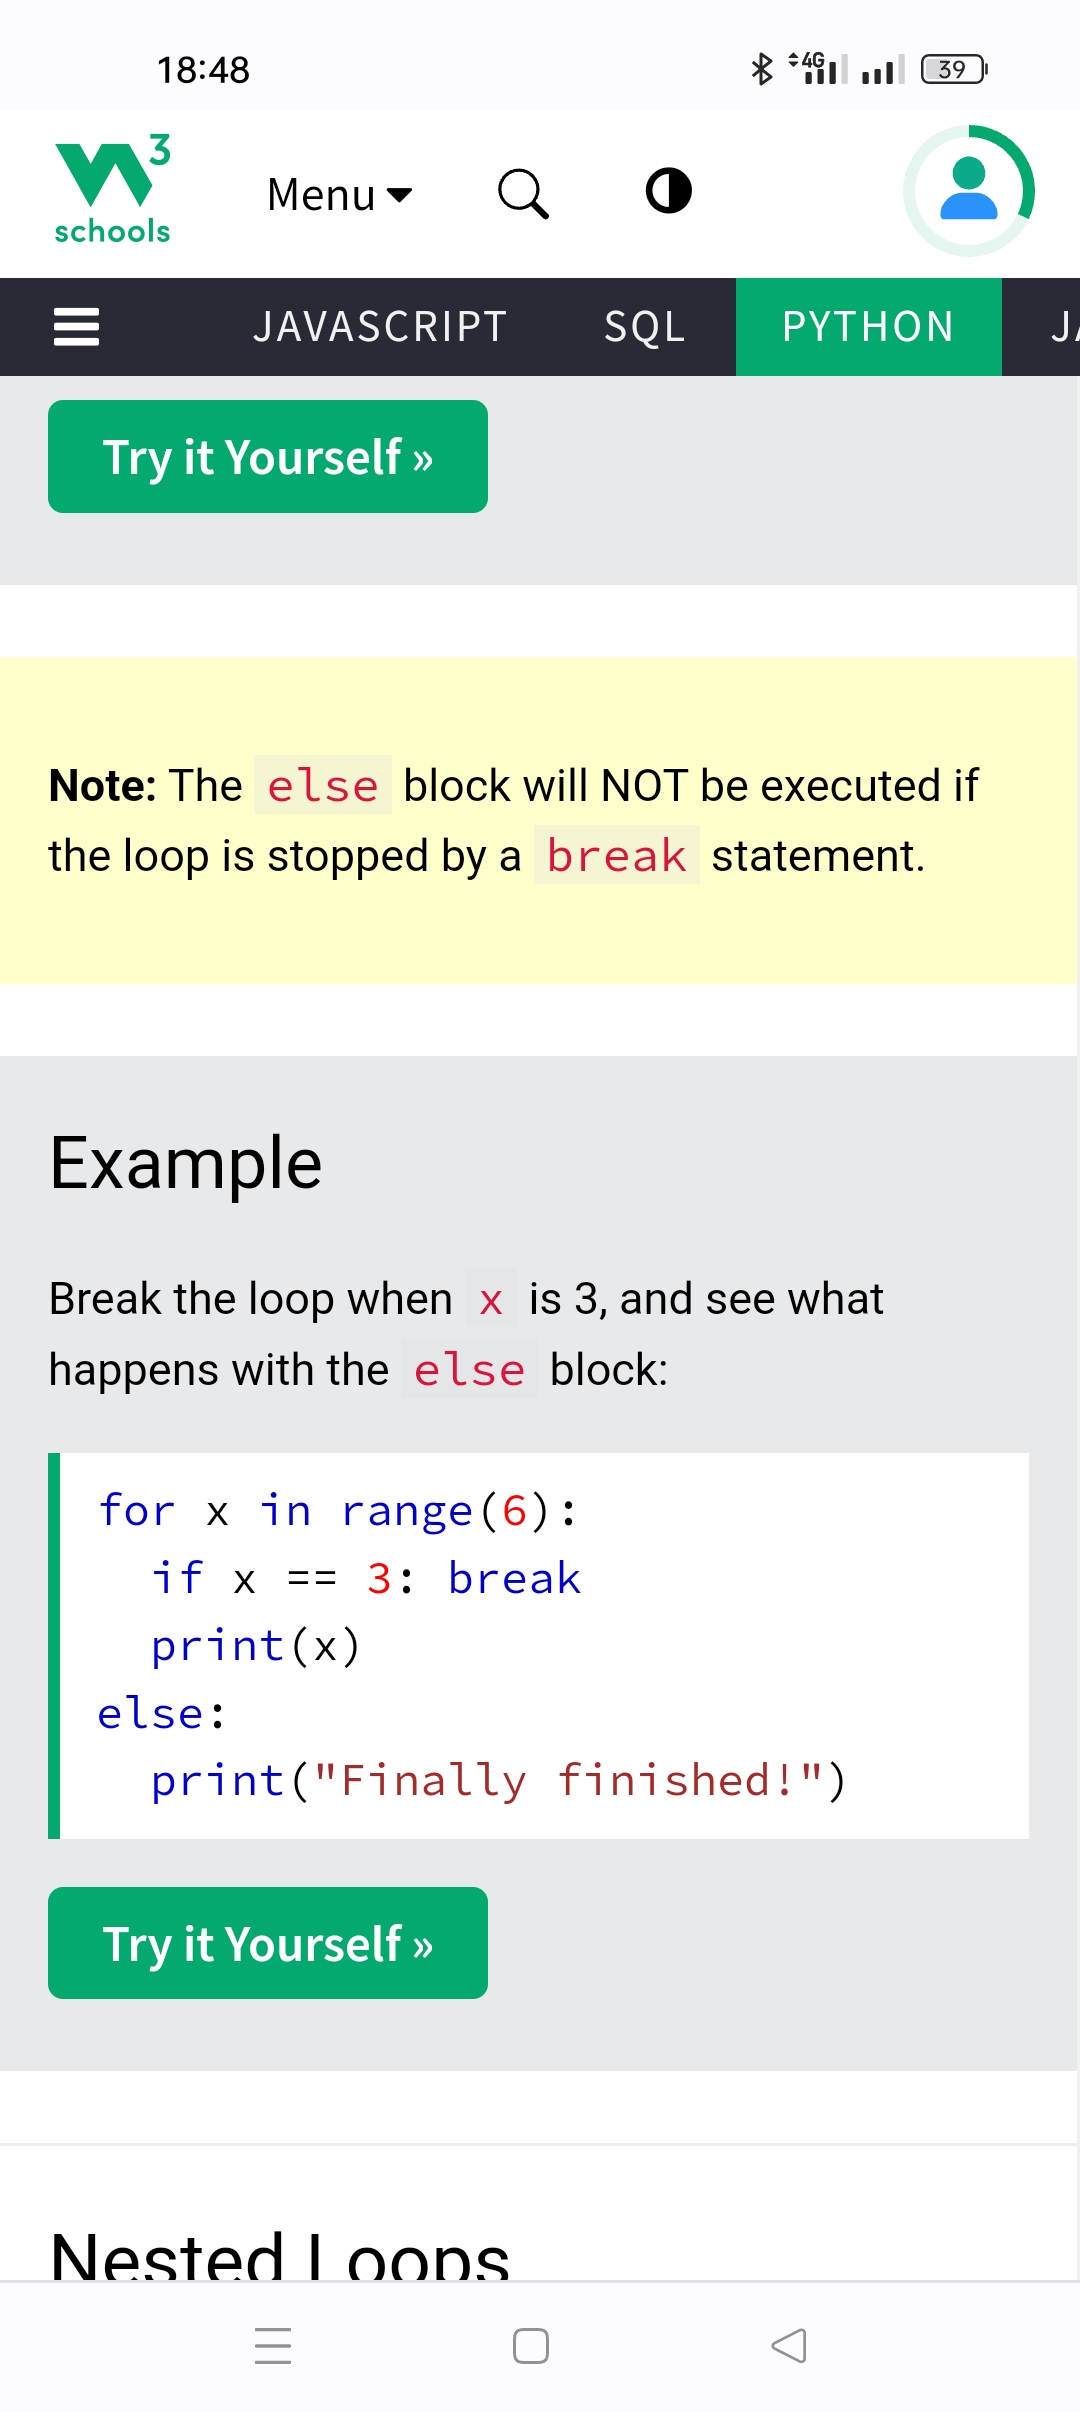 18:48
4G
39
W3
schools
Menu
JAVASCRIPT SQL PYTHON JA
Try it Yourself »
Note: The else block will NOT be executed if
the loop is stopped by a break statement.
Example
Break the loop when x is 3, and see what
happens with the else block:
for x in range(6):
  if x == 3: break
  print(x)
else:
  print("Finally finished!")
Try it Yourself »
Nested Loops